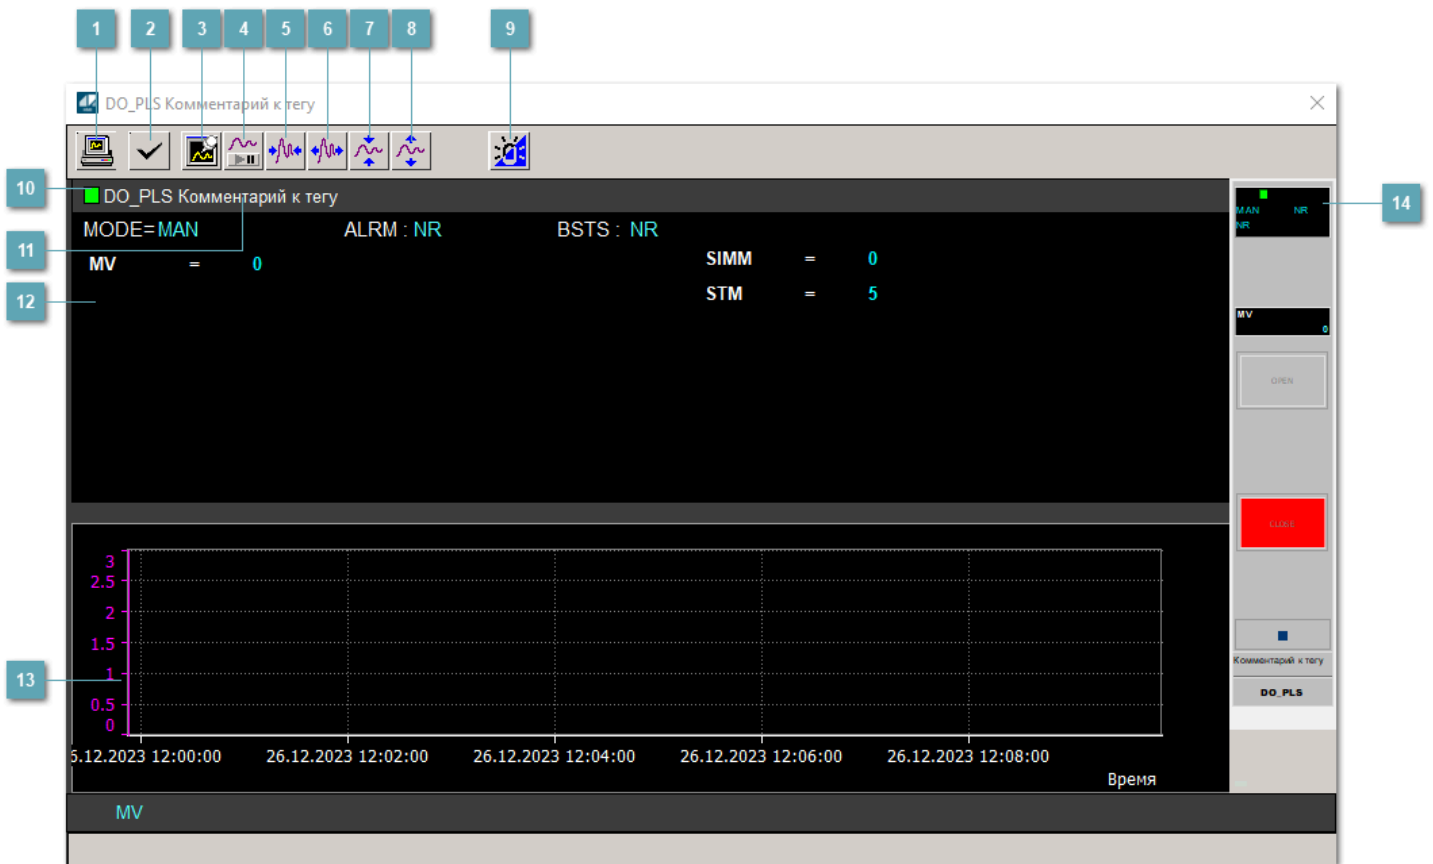 1 2 3 4 5 6 7 8 9
DO_PLS Комментарий к тегу
10
DO_PLS Комментарий к тегу
14
MAN NR
NR
MODE=MAN ALRM : NR BSTS : NR
11
MV = 0
SIMM = 0
12
STM = 5
MV
0
OPEN
CLOSE
3
2.5
2
1.5
1
13
0.5
0
Комментарий к тегу
DO_PLS
6.12.2023 12:00:00 26.12.2023 12:02:00 26.12.2023 12:04:00 26.12.2023 12:06:00 26.12.2023 12:08:00
Время
MV